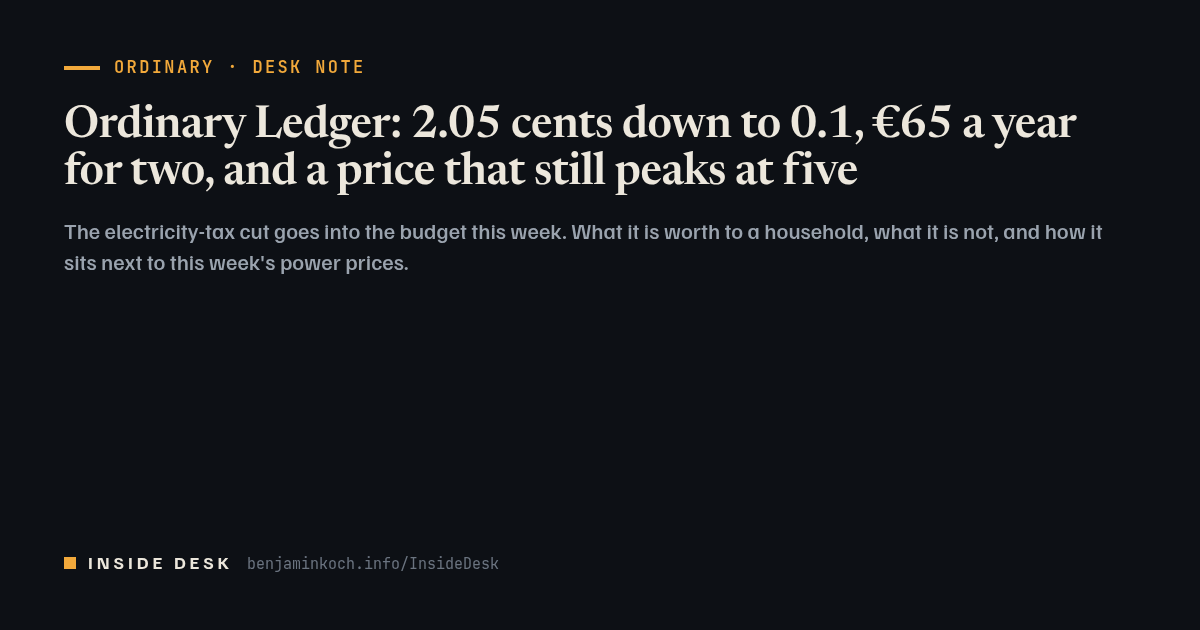 ORDINARY · DESK NOTE
Ordinary Ledger: 2.05 cents down to 0.1, €65 a year
for two, and a price that still peaks at five
The electricity-tax cut goes into the budget this week. What it is worth to a household, what it is not, and how it
sits next to this week's power prices.
INSIDE DESK benjaminkoch.info/InsideDesk